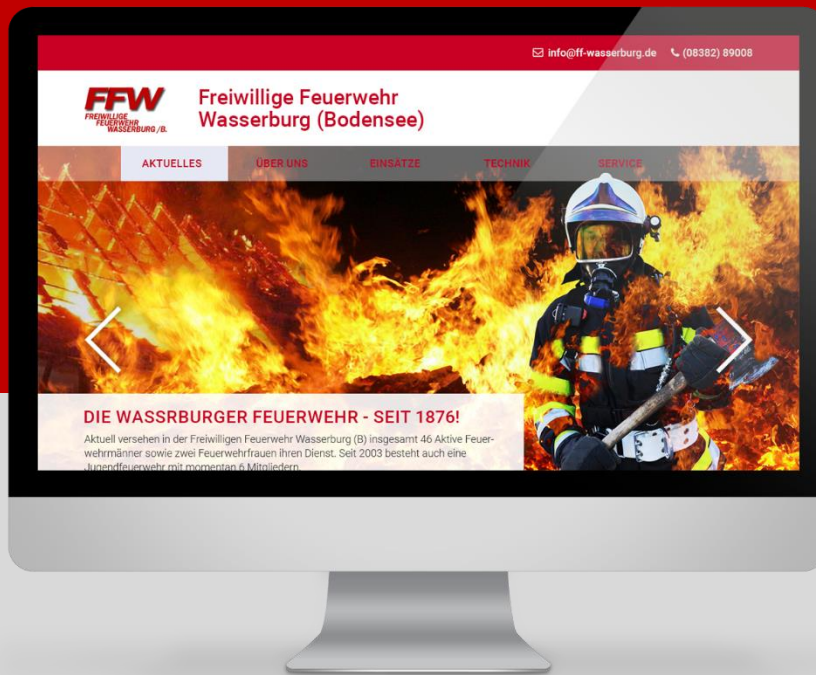 info@ff-wasserburg.de (08382) 89008
FFW
FREIWILLIGE
FEUERWEHR
WASSERBURG /B.
Freiwillige Feuerwehr
Wasserburg (Bodensee)
AKTUELLES ÜBER UNS EINSÄTZE TECHNIK SERVICE
DIE WASSRBURGER FEUERWEHR - SEIT 1876!
Aktuell versehen in der Freiwilligen Feuerwehr Wasserburg (B) insgesamt 46 Aktive Feuer-
wehrmänner sowie zwei Feuerwehrfrauen ihren Dienst. Seit 2003 besteht auch eine
Jugendfeuerwehr mit momentan 6 Mitgliedern.